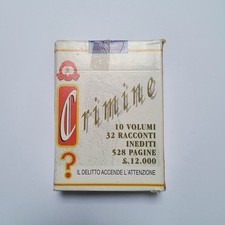 Crimine
10 VOLUMI
32 RACCONTI
INEDITI
528 PAGINE
£.12.000
?
IL DELITTO ACCENDE L'ATTENZIONE